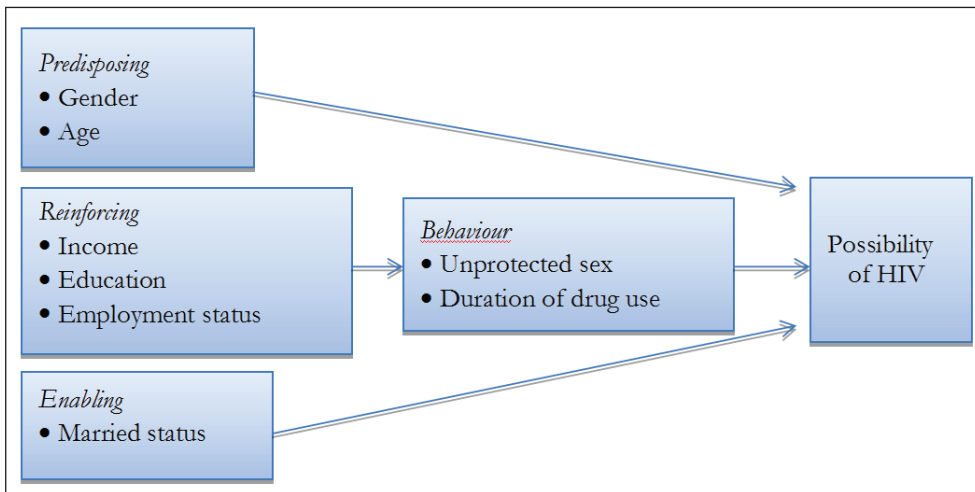 Predisposing
• Gender
• Age
Reinforcing
• Income
• Education
• Employment status
Enabling
• Married status
Behaviour
• Unprotected sex
• Duration of drug use
Possibility
of HIV